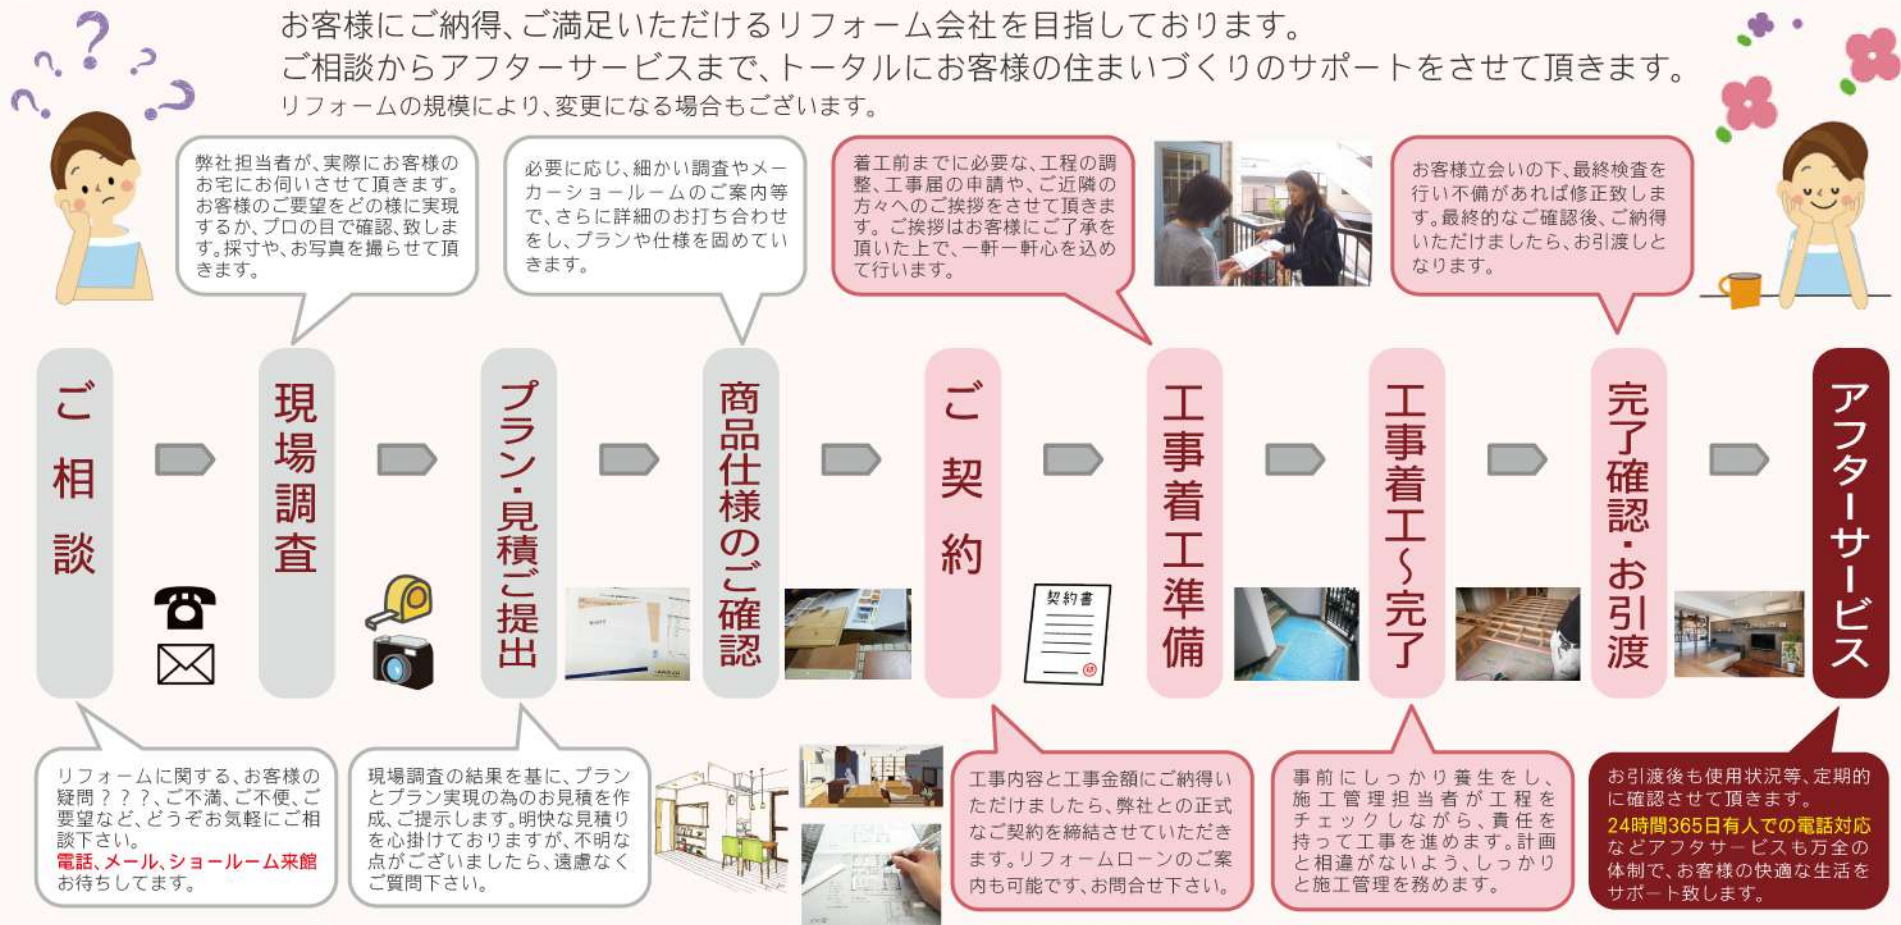 お客様にご納得、ご満足いただけるリフォーム会社を目指しております。
ご相談からアフターサービスまで、トータルにお客様の住まいづくりのサポートをさせて頂きます。
リフォームの規模により、変更になる場合もございます。
弊社担当者が、実際にお客様の
お宅にお伺いさせて頂きます。
お客様のご要望をどの様に実現
するか、プロの目で確認、致しま
す。採寸や、お写真を撮らせて頂
きます。
必要に応じ、細かい調査やメー
カーショールームのご案内等
で、さらに詳細のお打ち合わせ
をし、プランや仕様を固めてい
きます。
着工前までに必要な、工程の調
整、工事届の申請や、ご近隣の
方々へのご挨拶をさせて頂きま
す。ご挨拶はお客様にご了承を
頂いた上で、一軒一軒心を込め
て行います。
お客様立会いの下、最終検査を
行い不備があれば修正致しま
す。最終的なご確認後、ご納得
いただけましたら、お引渡しと
なります。
ご相談
現場調査
プラン・見積ご提出
商品仕様のご確認
ご契約
契約書
工事着工準備
工事着工～完了
完了確認・お引渡
アフターサービス
リフォームに関する、お客様の
疑問？？？、ご不満、ご不便、ご
要望など、どうぞお気軽にご相
談下さい。
電話、メール、ショールーム来館
お待ちしてます。
現場調査の結果を基に、プラン
とプラン実現の為のお見積を作
成、ご提示します。明快な見積り
を心掛けておりますが、不明な
点がございましたら、遠慮なく
ご質問下さい。
工事内容と工事金額にご納得い
ただけましたら、弊社との正式
なご契約を締結させていただき
ます。リフォームローンのご案
内も可能です、お問合せ下さい。
事前にしっかり養生をし、
施工管理担当者が工程を
チェックしながら、責任を
持って工事を進めます。計画
と相違がないよう、しっかり
と施工管理を務めます。
お引渡後も使用状況等、定期的
に確認させて頂きます。
24時間365日有人での電話対応
などアフタサービスも万全の
体制で、お客様の快適な生活を
サポート致します。